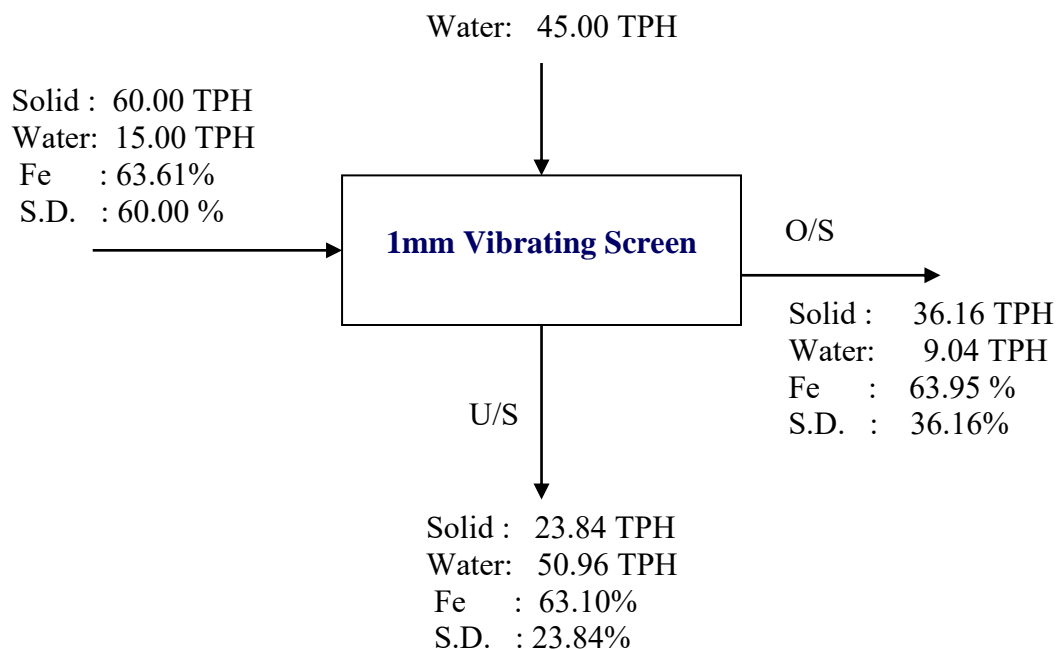 Water: 45.00 TPH
Solid : 60.00 TPH
Water: 15.00 TPH
Fe : 63.61%
S.D. : 60.00 %
1mm Vibrating Screen
O/S
Solid : 36.16 TPH
Water: 9.04 TPH
Fe : 63.95 %
S.D. : 36.16%
U/S
Solid : 23.84 TPH
Water: 50.96 TPH
Fe : 63.10%
S.D. : 23.84%